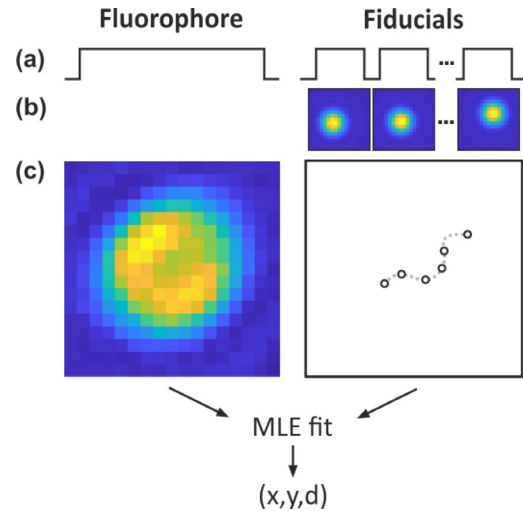 Fluorophore Fiducials
(a) ...
(b) ...
(c)
MLE fit
(x,y,d)